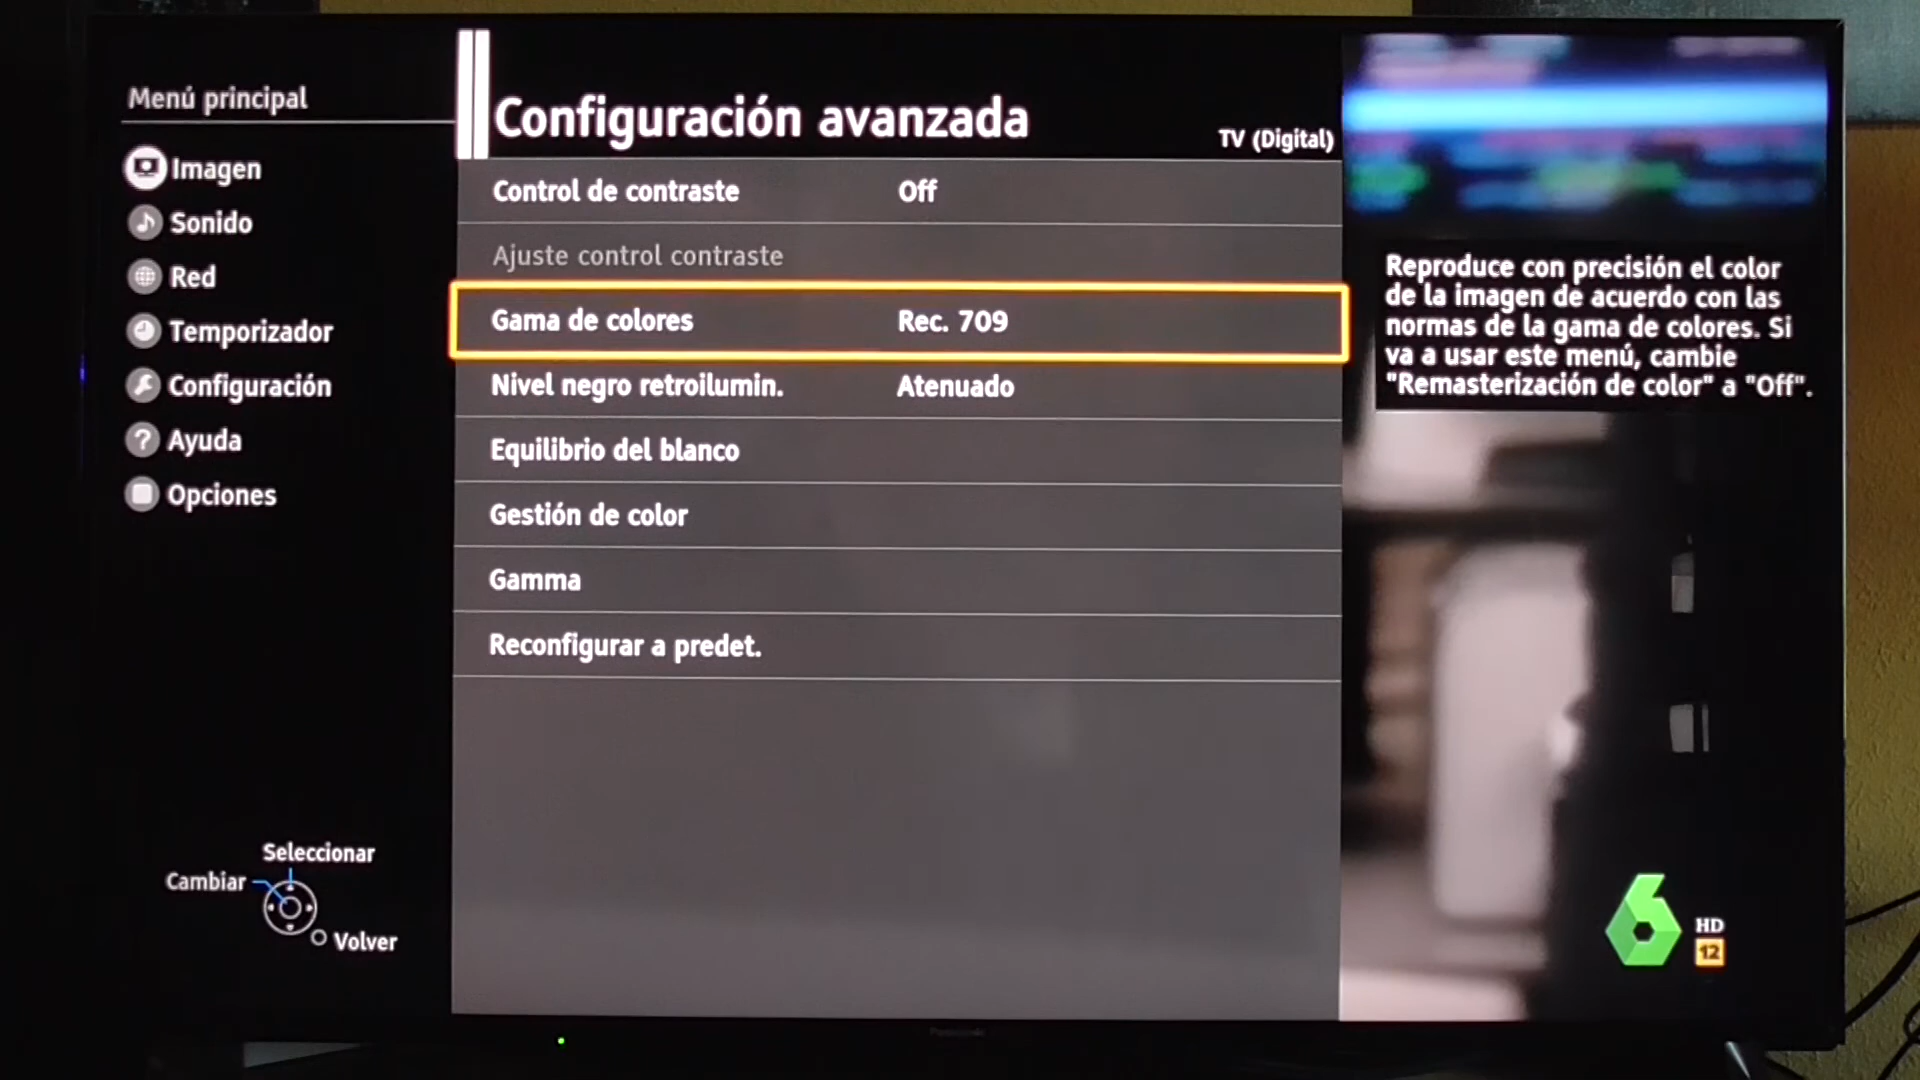 Menú principal
Imagen
Sonido
Red
Temporizador
Configuración
? Ayuda
Opciones
Seleccionar
Cambiar
Volver
Configuración avanzada
TV (Digital)
Control de contraste Off
Ajuste control contraste
Gama de colores Rec. 709
Nivel negro retroilumin. Atenuado
Equilibrio del blanco
Gestión de color
Gamma
Reconfigurar a predet.
Reproduce con precisión el color
de la imagen de acuerdo con las
normas de la gama de colores. Si
va a usar este menú, cambie
"Remasterización de color" a "Off".
6
HD
12
Panasonic